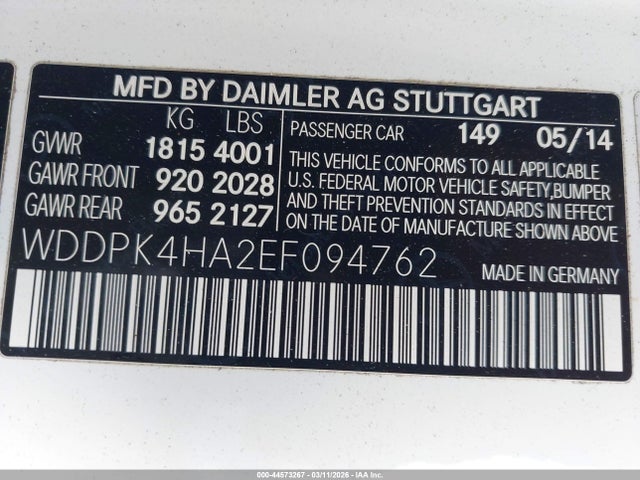 MFD BY DAIMLER AG STUTTGART
KG LBS
GVWR 1815 4001
GAWR FRONT 920 2028
GAWR REAR 965 2127
PASSENGER CAR 149 05/14
THIS VEHICLE CONFORMS TO ALL APPLICABLE
U.S. FEDERAL MOTOR VEHICLE SAFETY, BUMPER
AND THEFT PREVENTION STANDARDS IN EFFECT
ON THE DATE OF MANUFACTURE SHOWN ABOVE.
WDDPK4HA2EF094762
MADE IN GERMANY
000-44573267 - 03/11/2026 - IAA Inc.